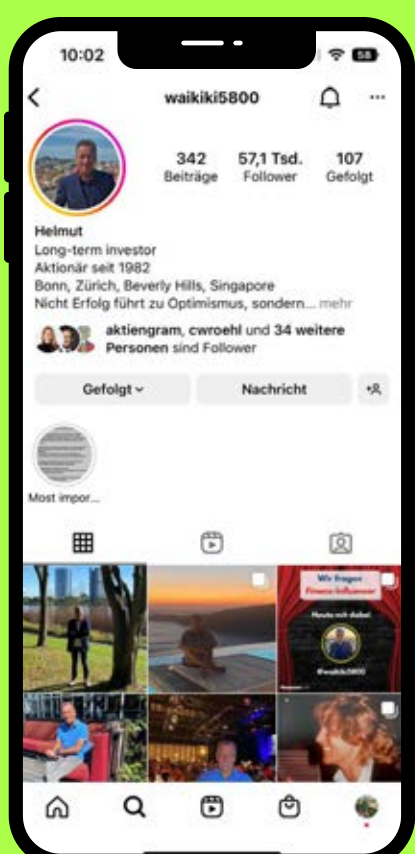 10:02
58
waikiki5800
342
57,1 Tsd.
107
Beiträge
Follower
Gefolgt
Helmut
Long-term investor
Aktionär seit 1982
Bonn, Zürich, Beverly Hills, Singapore
Nicht Erfolg führt zu Optimismus, sondern... mehr
aktiengram, cwroehl und 34 weitere
Personen sind Follower
Gefolgt
Nachricht
Most impor...
Wir fragen
Finanz-Influencer
Heute mit dabei
@waikiki5800